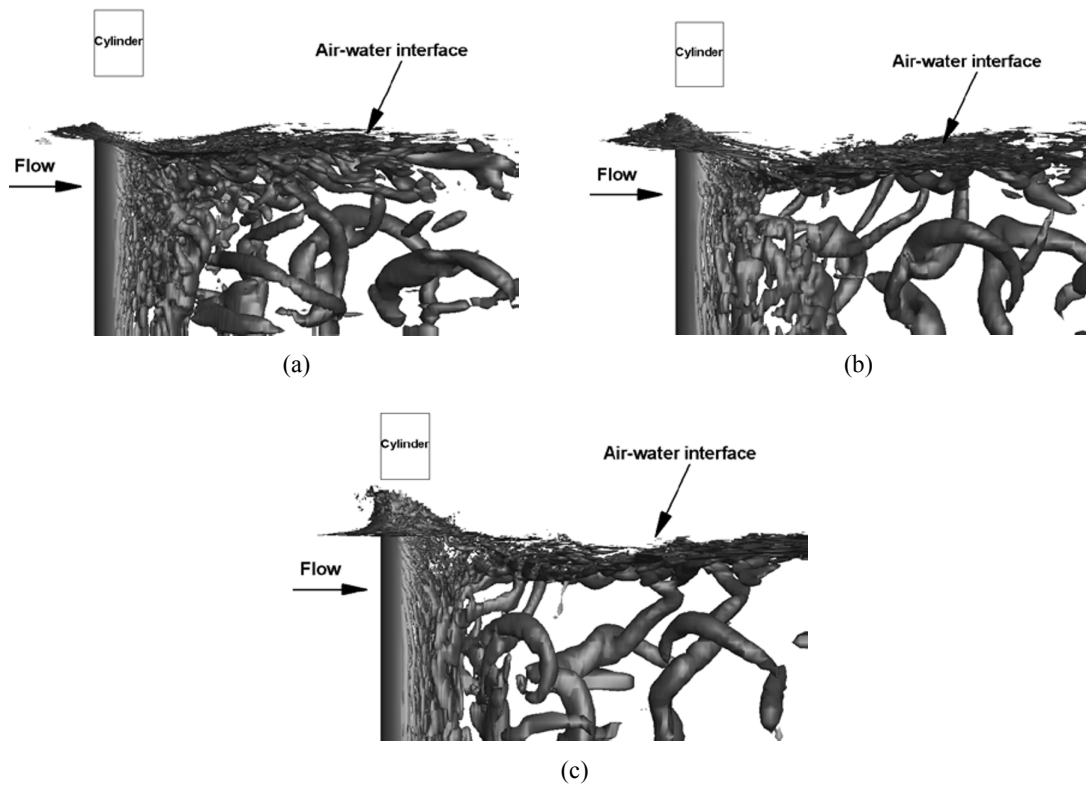 Cylinder
Air-water interface
Flow
(a)
Cylinder
Air-water interface
Flow
(b)
Cylinder
Air-water interface
Flow
(c)